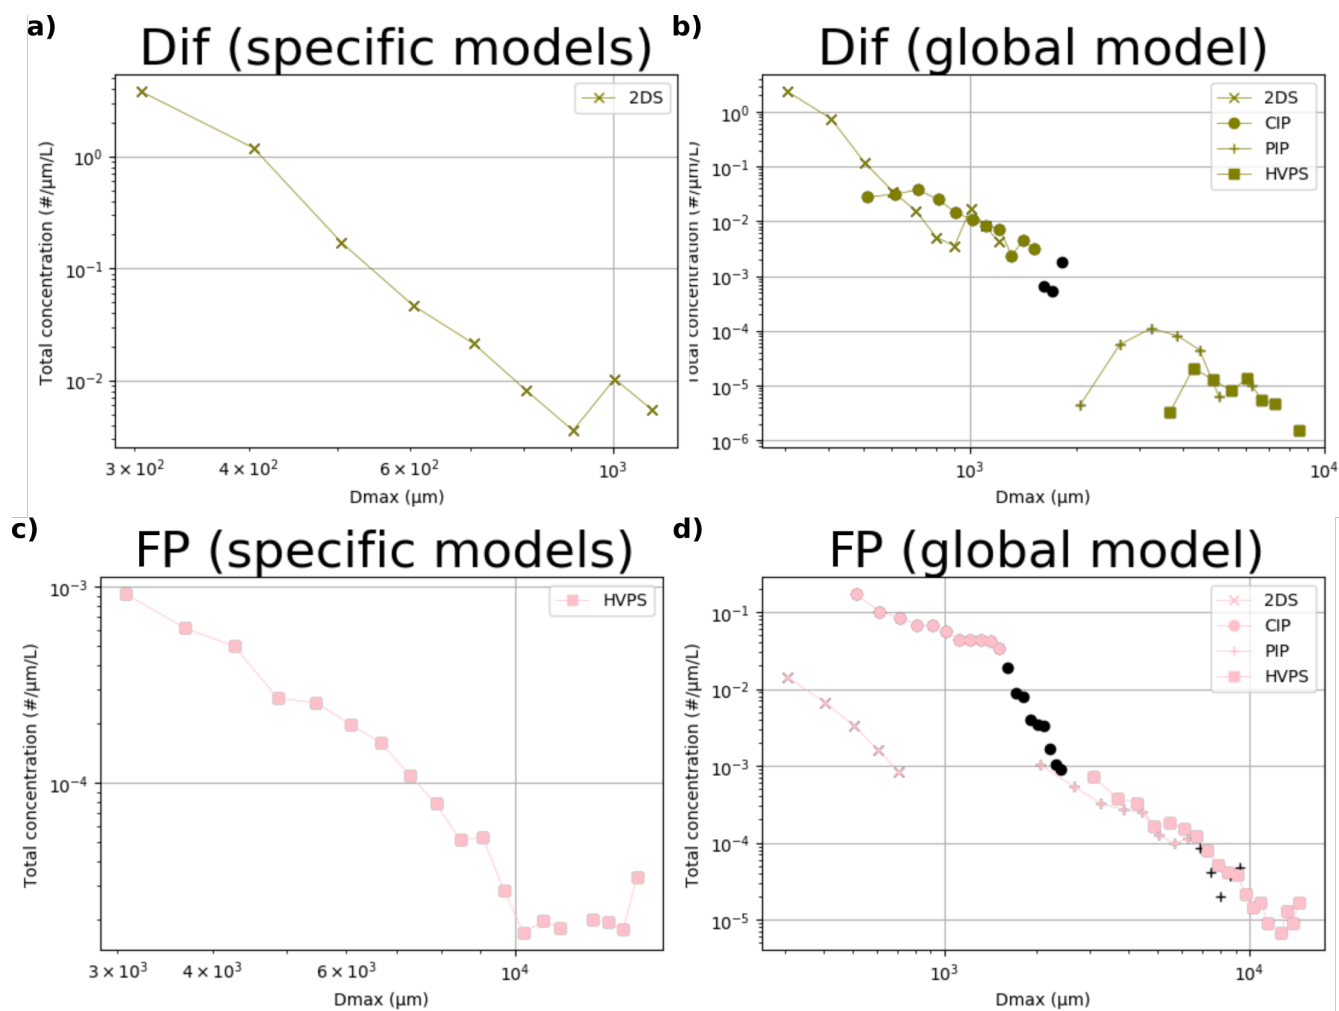 a)
Dif (specific models)
2DS
10⁰
10⁻¹
10⁻²
Total concentration (#/μm/L)
3 × 10²
4 × 10²
6 × 10²
10³
Dmax (μm)
b)
Dif (global model)
2DS
CIP
PIP
HVPS
10⁰
10⁻¹
10⁻²
10⁻³
10⁻⁴
10⁻⁵
10⁻⁶
Total concentration (#/μm/L)
10³
10⁴
Dmax (μm)
c)
FP (specific models)
HVPS
10⁻³
10⁻⁴
Total concentration (#/μm/L)
3 × 10³
4 × 10³
6 × 10³
10⁴
Dmax (μm)
d)
FP (global model)
2DS
CIP
PIP
HVPS
10⁻¹
10⁻²
10⁻³
10⁻⁴
10⁻⁵
Total concentration (#/μm/L)
10³
10⁴
Dmax (μm)